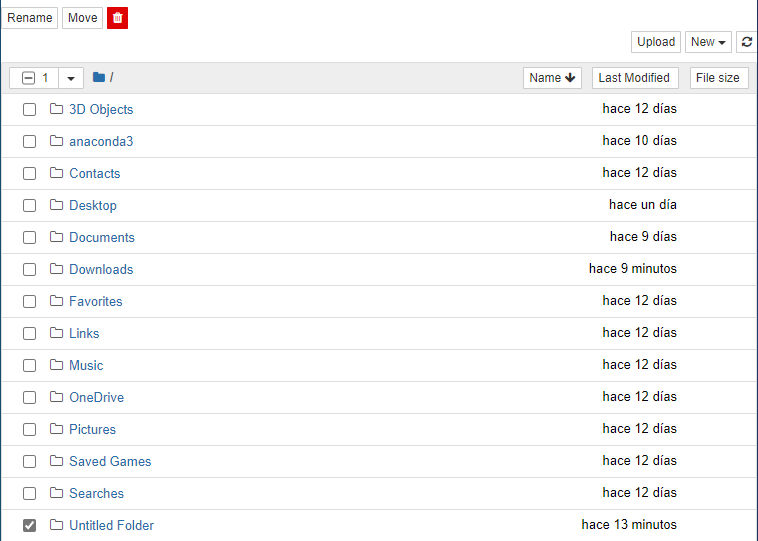 Rename Move
Upload New
1 / Name Last Modified File size
3D Objects hace 12 días
anaconda3 hace 10 días
Contacts hace 12 días
Desktop hace un día
Documents hace 9 días
Downloads hace 9 minutos
Favorites hace 12 días
Links hace 12 días
Music hace 12 días
OneDrive hace 12 días
Pictures hace 12 días
Saved Games hace 12 días
Searches hace 12 días
Untitled Folder hace 13 minutos